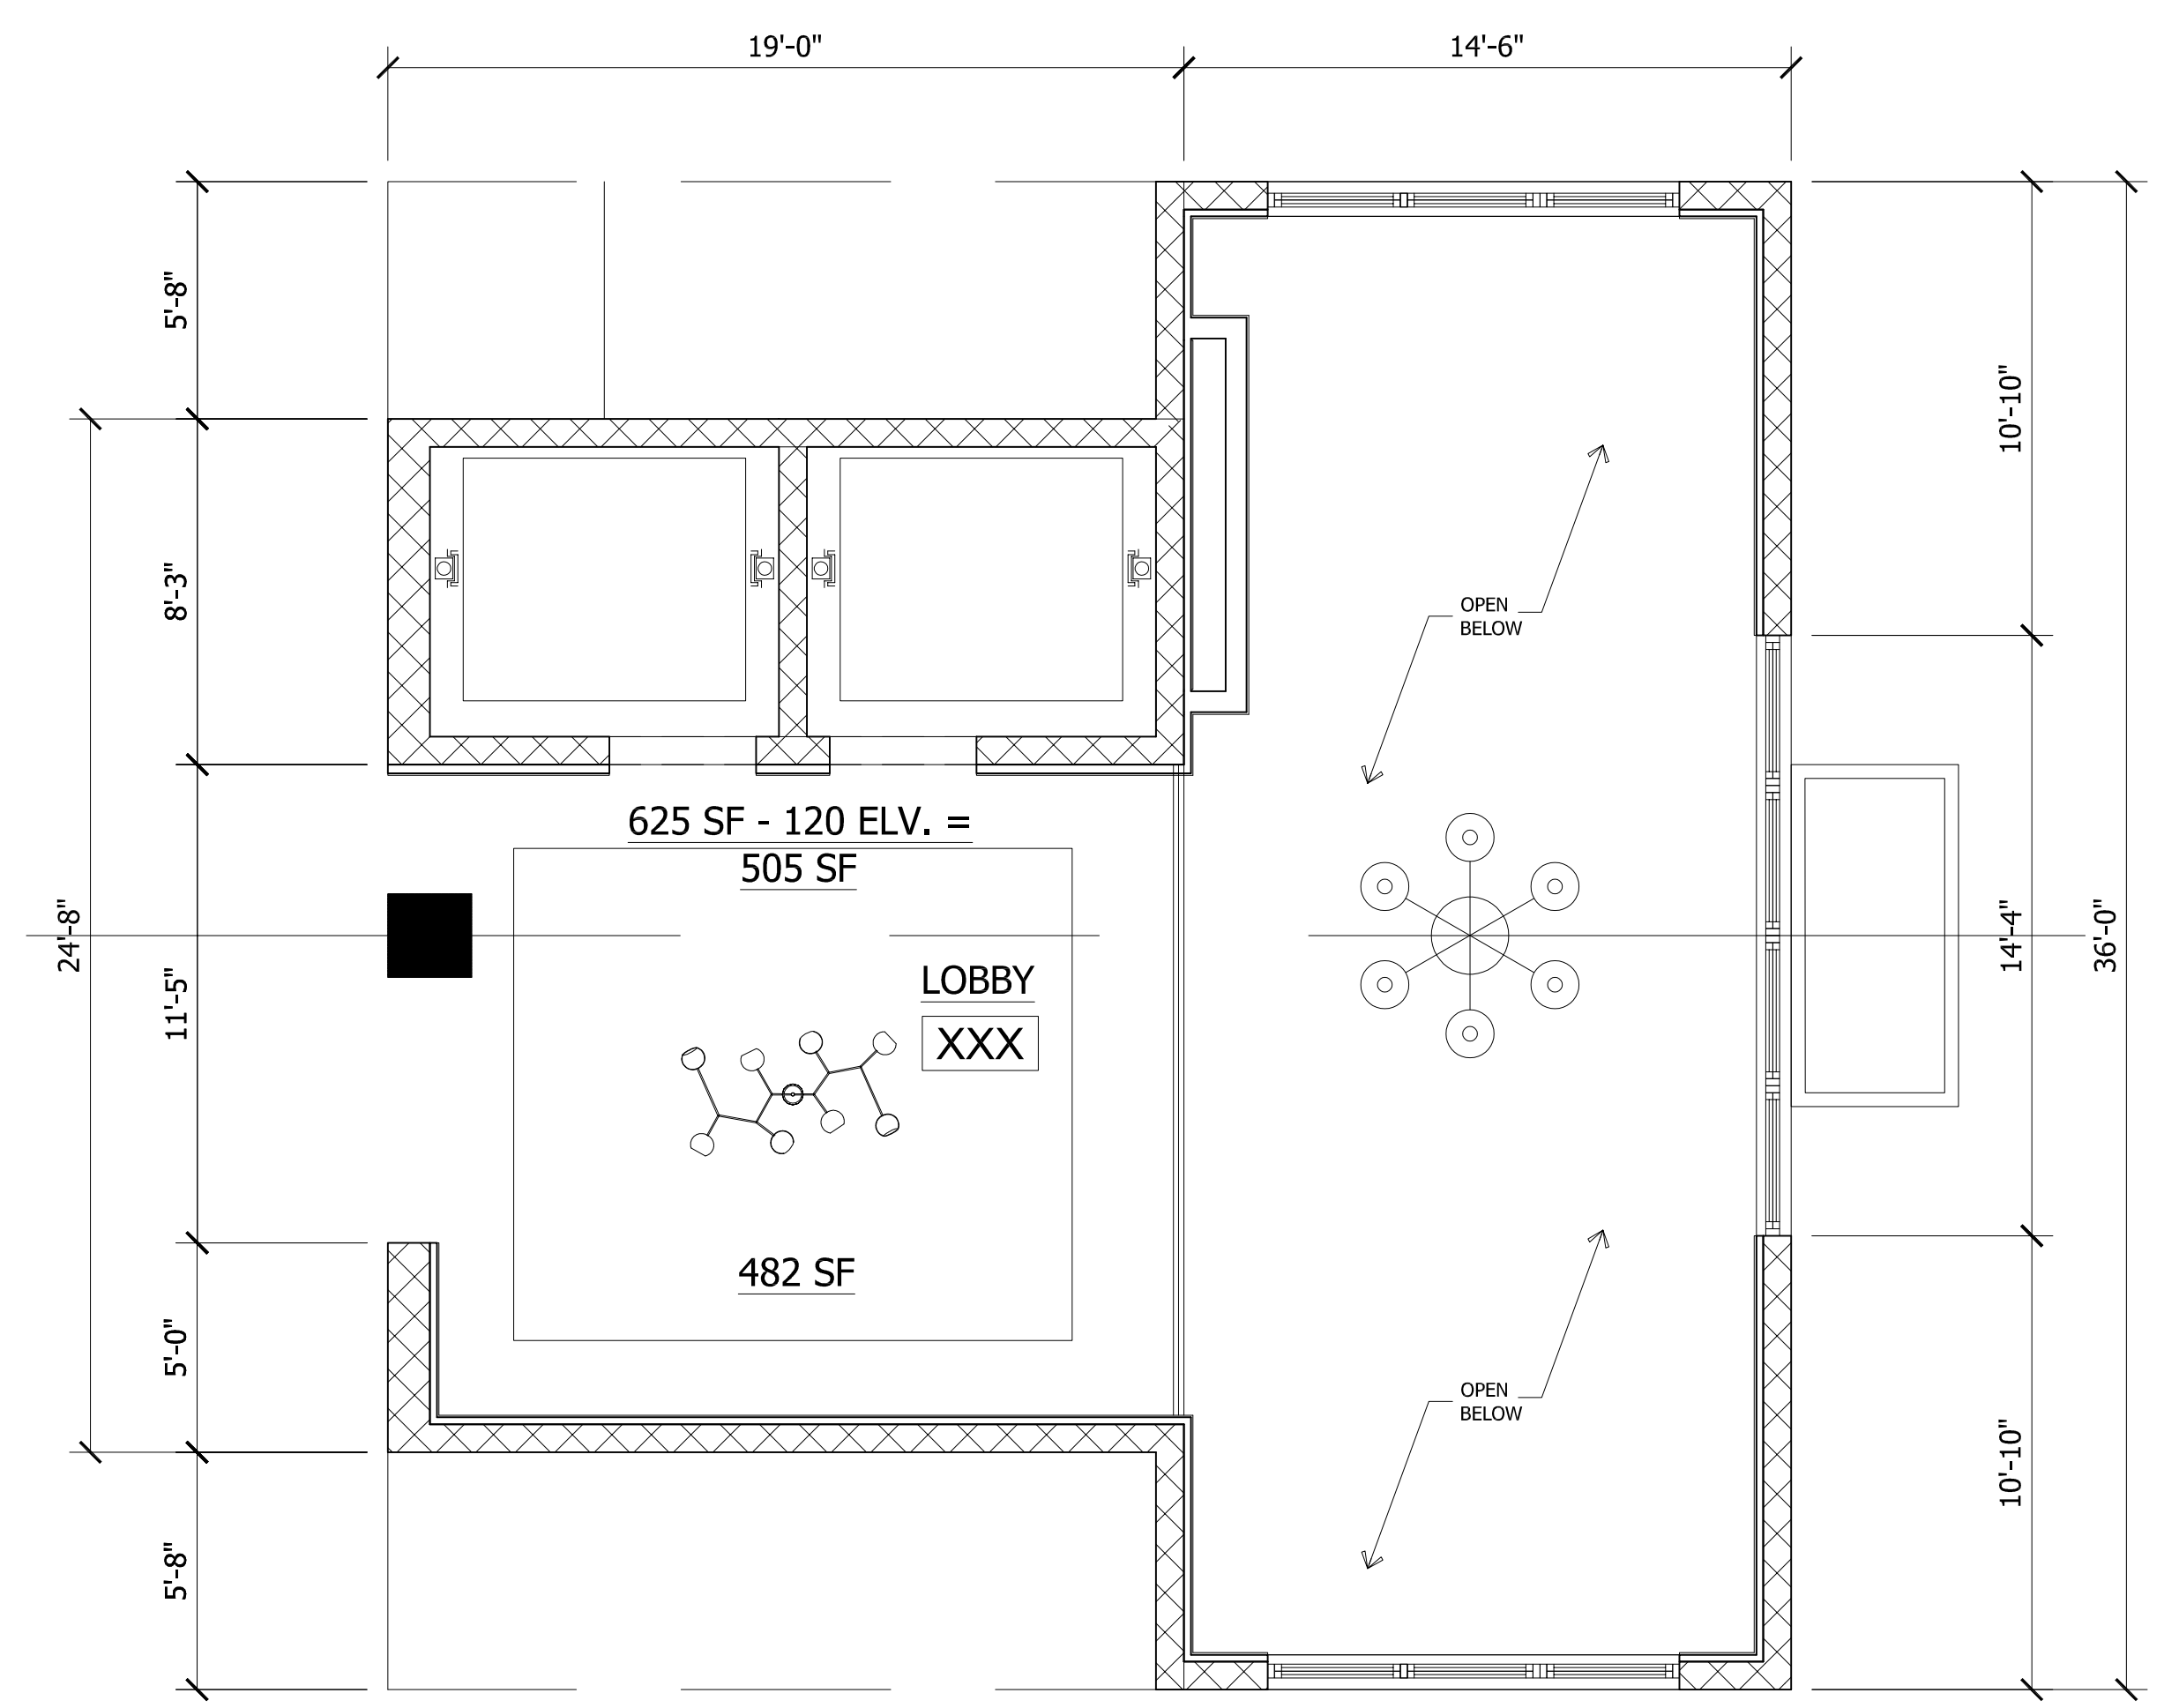 19'-0"
14'-6"
5'-8"
10'-10"
8'-3"
OPEN
BELOW
625 SF - 120 ELV. =
505 SF
24'-8"
11'-5"
LOBBY
XXX
14'-4"
36'-0"
482 SF
5'-0"
OPEN
BELOW
10'-10"
5'-8"